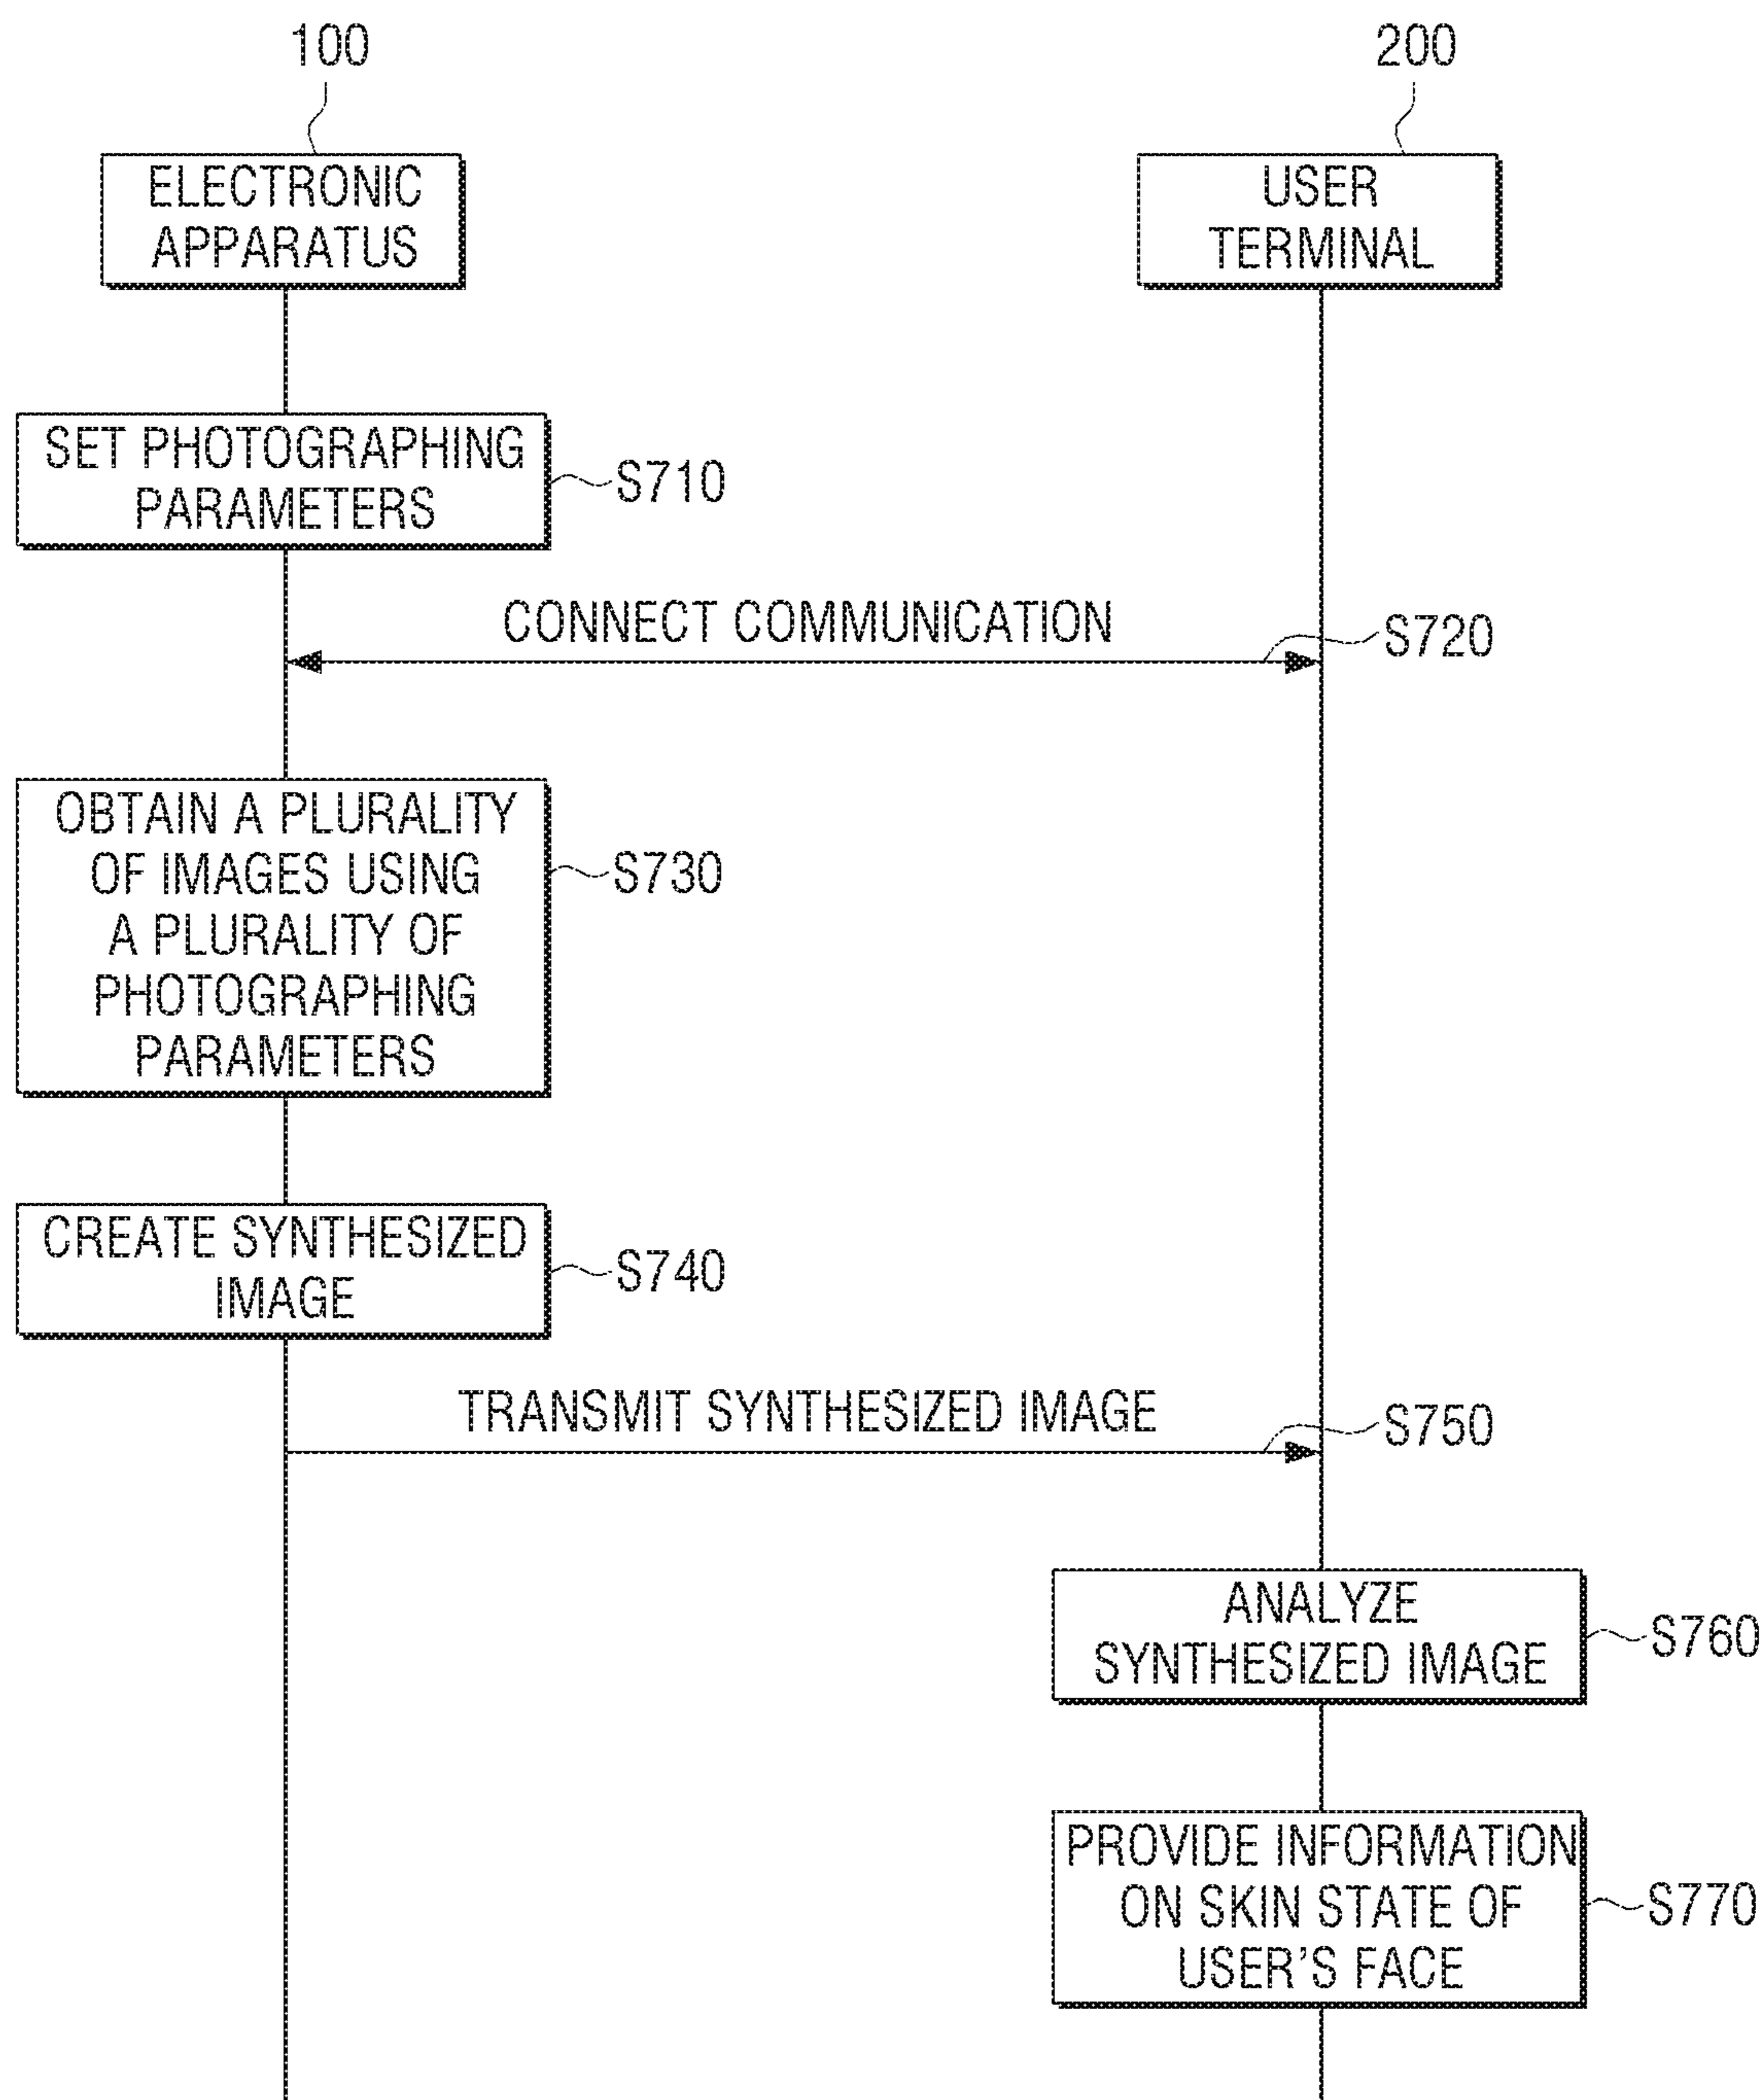 100
200
ELECTRONIC
APPARATUS
USER
TERMINAL
SET PHOTOGRAPHING
PARAMETERS
S710
CONNECT COMMUNICATION
S720
OBTAIN A PLURALITY
OF IMAGES USING
A PLURALITY OF
PHOTOGRAPHING
PARAMETERS
S730
CREATE SYNTHESIZED
IMAGE
S740
TRANSMIT SYNTHESIZED IMAGE
S750
ANALYZE
SYNTHESIZED IMAGE
S760
PROVIDE INFORMATION
ON SKIN STATE OF
USER'S FACE
S770